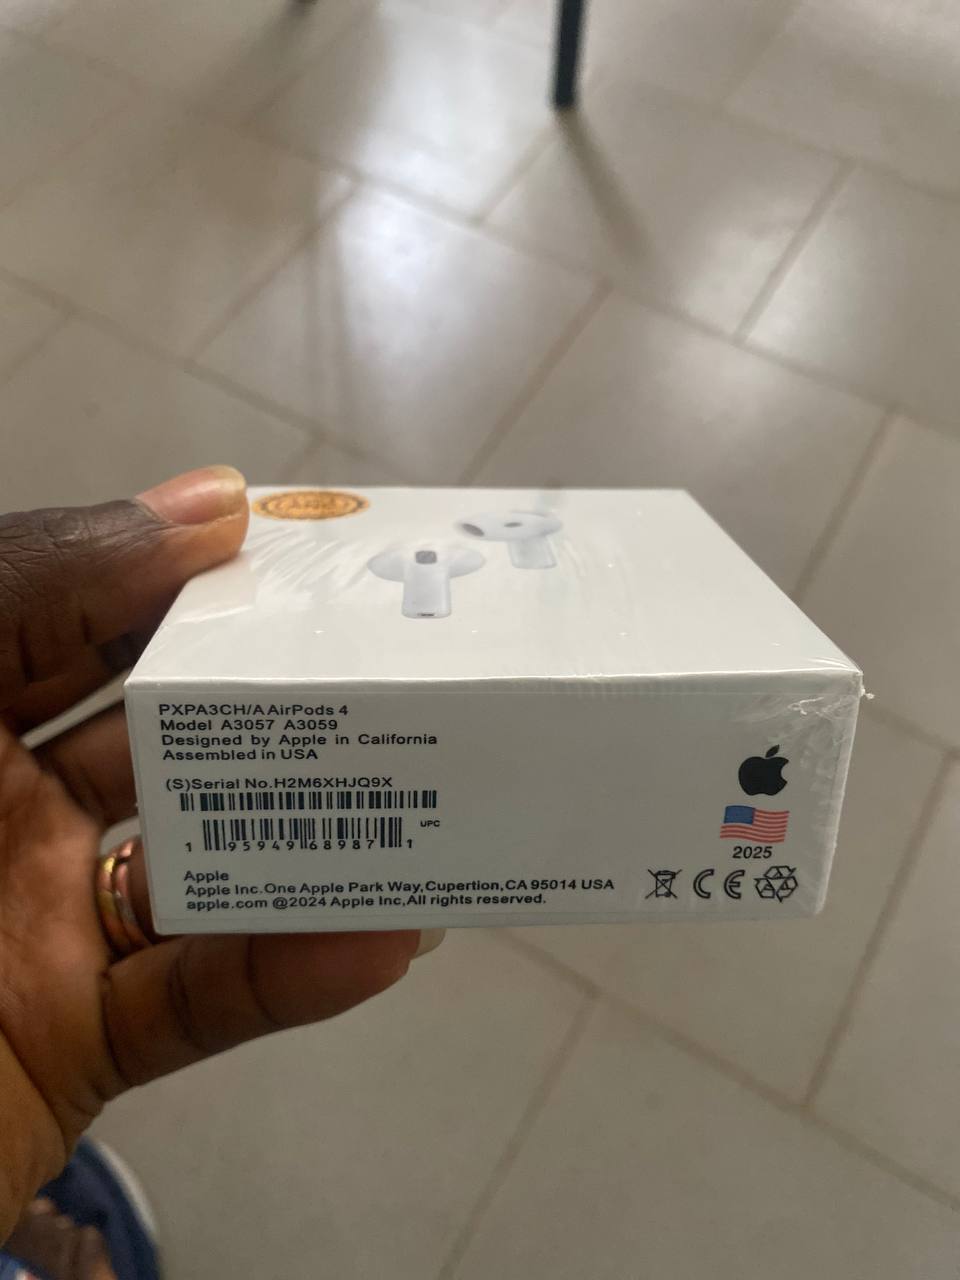 PXPA3CH/A AirPods 4
Model A3057 A3059
Designed by Apple in California
Assembled in USA
(S)Serial No.H2M6XHJQ9X
UPC
1 95949 68987 1
2025
Apple
Apple Inc.One Apple Park Way,Cupertion,CA 95014 USA
apple.com @2024 Apple Inc,All rights reserved.